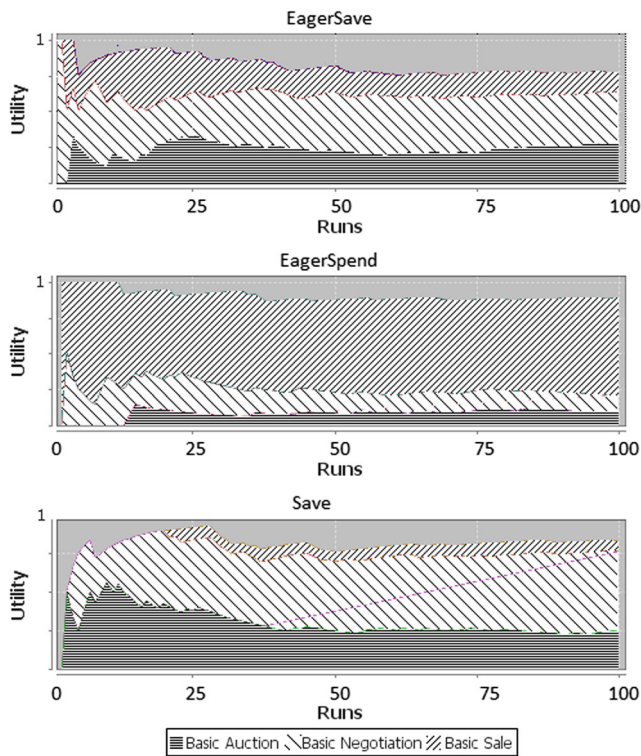 EagerSave
1
Utility
0 25 50 75 100
Runs
EagerSpend
1
Utility
0 25 50 75 100
Runs
Save
1
Utility
0 25 50 75 100
Runs
Basic Auction Basic Negotiation Basic Sale